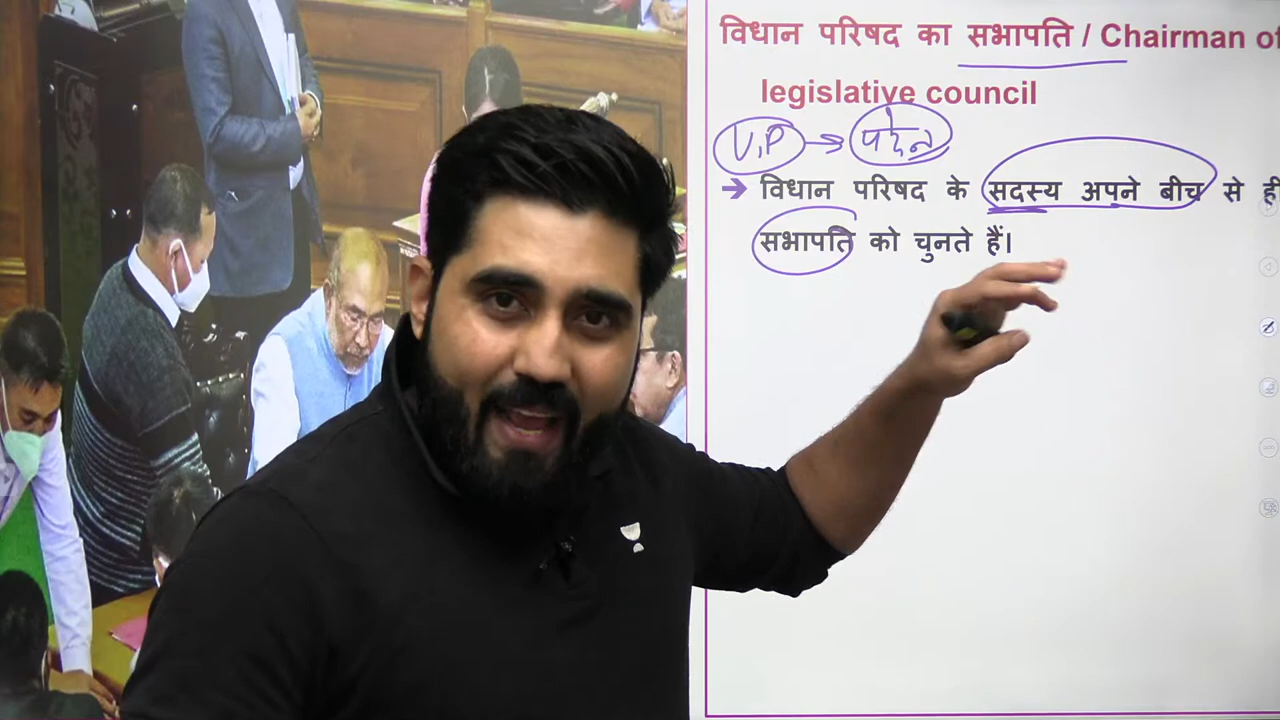 विधान परिषद का सभापति / Chairman of
legislative council
V.P → पदेन
→ विधान परिषद के सदस्य अपने बीच से ही
सभापति को चुनते हैं।